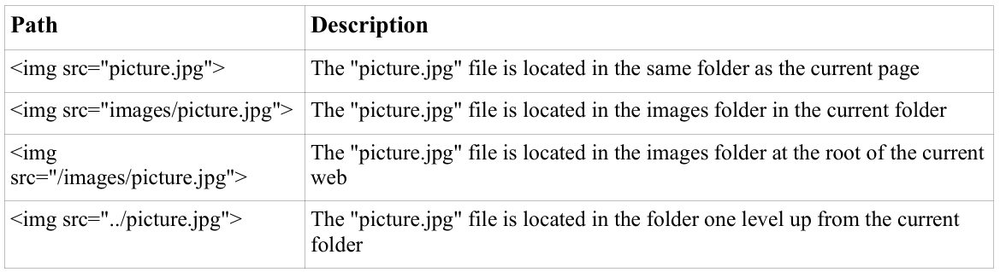 Path Description
<img src="picture.jpg"> The "picture.jpg" file is located in the same folder as the current page
<img src="images/picture.jpg"> The "picture.jpg" file is located in the images folder in the current folder
<img
src="/images/picture.jpg">
The "picture.jpg" file is located in the images folder at the root of the current
web
<img src="../picture.jpg"> The "picture.jpg" file is located in the folder one level up from the current
folder